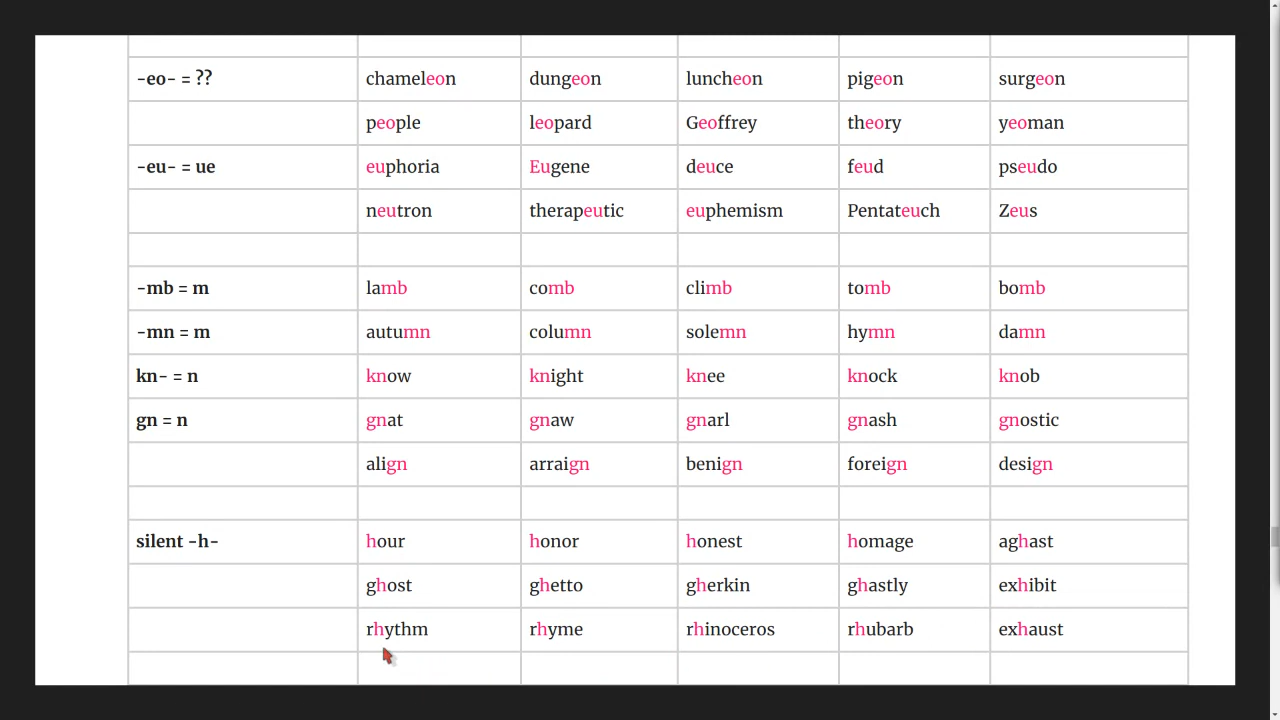 -eo- = ?? chameleon dungeon luncheon pigeon surgeon
people leopard Geoffrey theory yeoman
-eu- = ue euphoria Eugene deuce feud pseudo
neutron therapeutic euphemism Pentateuch Zeus
-mb = m lamb comb climb tomb bomb
-mn = m autumn column solemn hymn damn
kn- = n know knight knee knock knob
gn = n gnat gnaw gnarl gnash gnostic
align arraign benign foreign design
silent -h- hour honor honest homage aghast
ghost ghetto gherkin ghastly exhibit
rhythm rhyme rhinoceros rhubarb exhaust